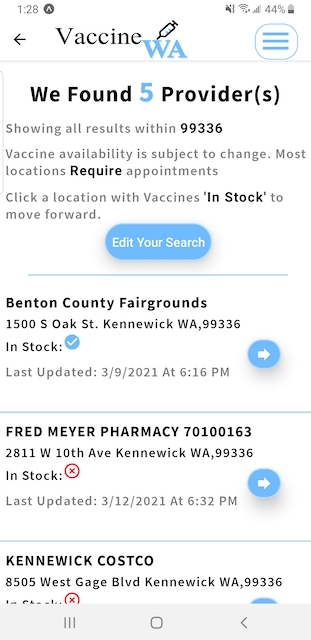 1:28
44%
Vaccine
WA
We Found 5 Provider(s)
Showing all results within 99336
Vaccine availability is subject to change. Most
locations Require appointments
Click a location with Vaccines 'In Stock' to
move forward.
Edit Your Search
Benton County Fairgrounds
1500 S Oak St. Kennewick WA,99336
In Stock:
Last Updated: 3/9/2021 At 6:16 PM
FRED MEYER PHARMACY 70100163
2811 W 10th Ave Kennewick WA,99336
In Stock:
Last Updated: 3/12/2021 At 6:32 PM
KENNEWICK COSTCO
8505 West Gage Blvd Kennewick WA,99336
In Stock: